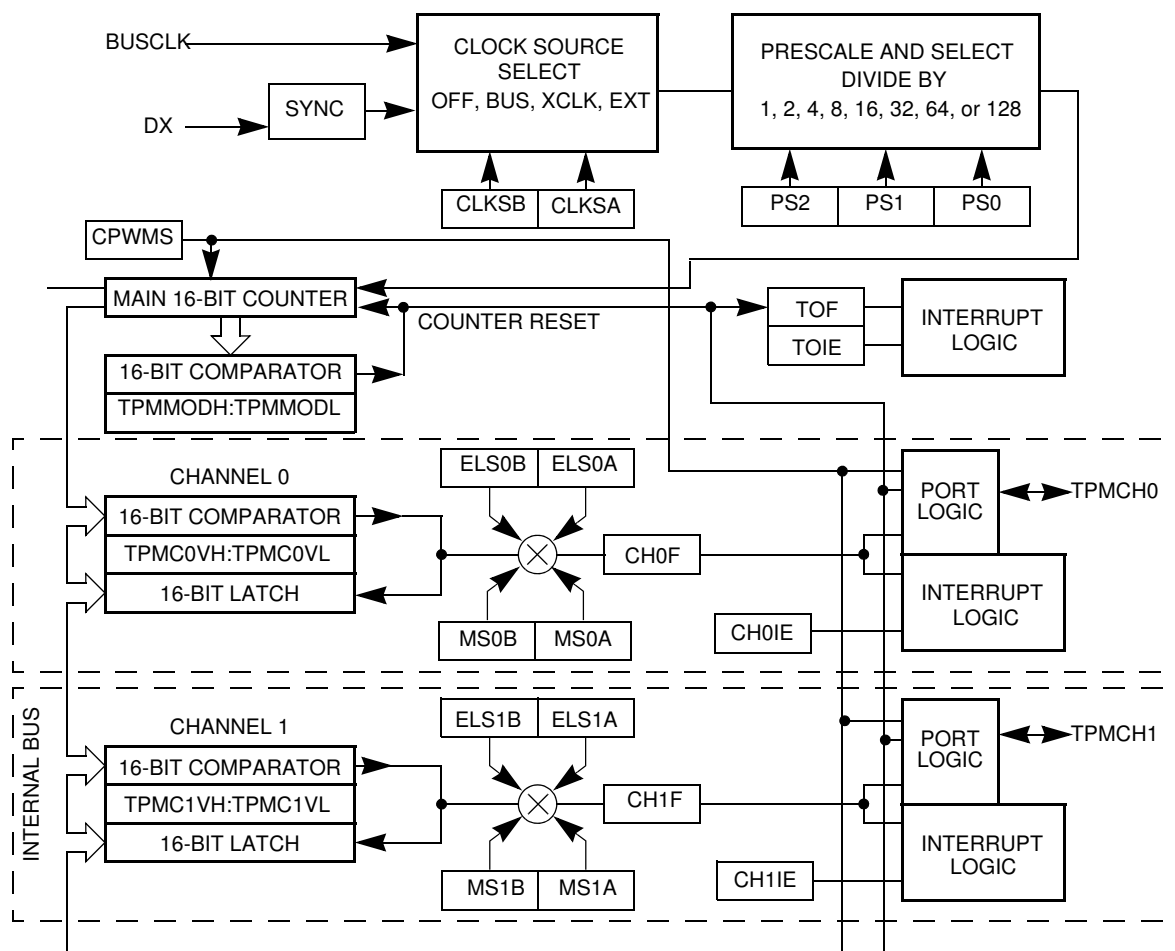 BUSCLK
CLOCK SOURCE
SELECT
OFF, BUS, XCLK, EXT
PRESCALE AND SELECT
DIVIDE BY
1, 2, 4, 8, 16, 32, 64, or 128
SYNC
DX
CLKSB
CLKSA
PS2
PS1
PS0
CPWMS
MAIN 16-BIT COUNTER
COUNTER RESET
TOF
TOIE
INTERRUPT
LOGIC
16-BIT COMPARATOR
TPMMODH:TPMMODL
CHANNEL 0
ELS0B
ELS0A
PORT
LOGIC
TPMCH0
16-BIT COMPARATOR
TPMC0VH:TPMC0VL
16-BIT LATCH
CH0F
INTERRUPT
LOGIC
MS0B
MS0A
CH0IE
INTERNAL BUS
CHANNEL 1
ELS1B
ELS1A
PORT
LOGIC
TPMCH1
16-BIT COMPARATOR
TPMC1VH:TPMC1VL
16-BIT LATCH
CH1F
INTERRUPT
LOGIC
MS1B
MS1A
CH1IE